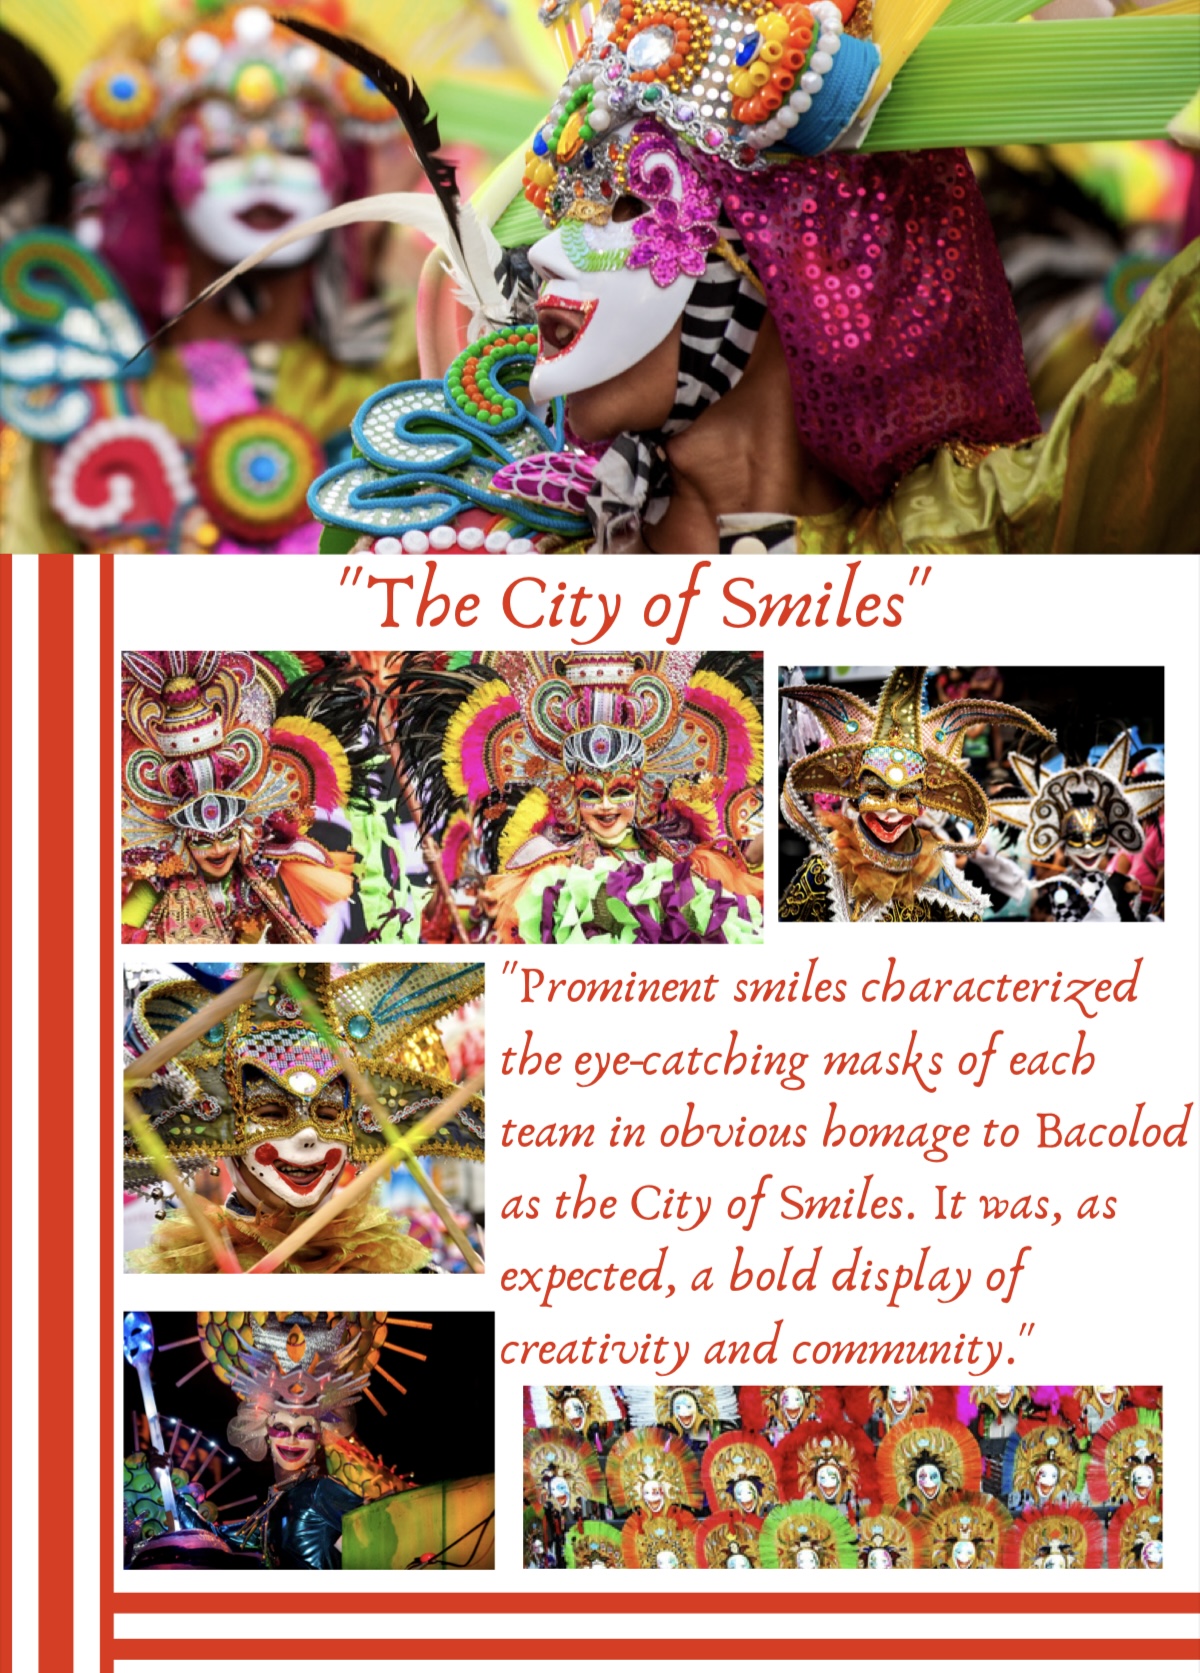 "The City of Smiles"
"Prominent smiles characterized
the eye-catching masks of each
team in obvious homage to Bacolod
as the City of Smiles. It was, as
expected, a bold display of
creativity and community."